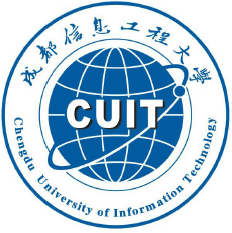 成都信息工程大学
CUIT
Chengdu University of Information Technology